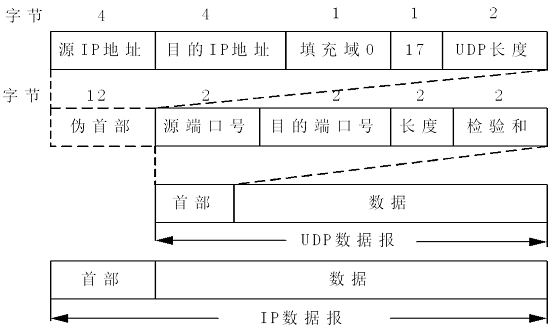 字节 4 4 1 1 2
源IP地址 目的IP地址 填充域0 17 UDP长度
字节 12 2 2 2 2
伪首部 源端口号 目的端口号 长度 检验和
首部 数据
UDP数据报
首部 数据
IP数据报